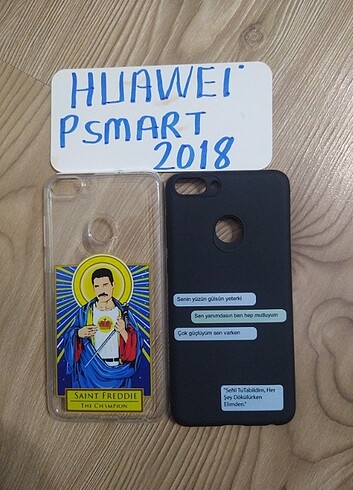 HUAWEI
PSMART
2018
Senin yüzün gülsün yeterki
Sen yanımdasın ben hep mutluyum
Çok güçlüyüm sen varken
SAINT FREDDIE
THE CHAMPION
"SeNi TuTabildim, Her
Şey Dökülürken
Elimden."